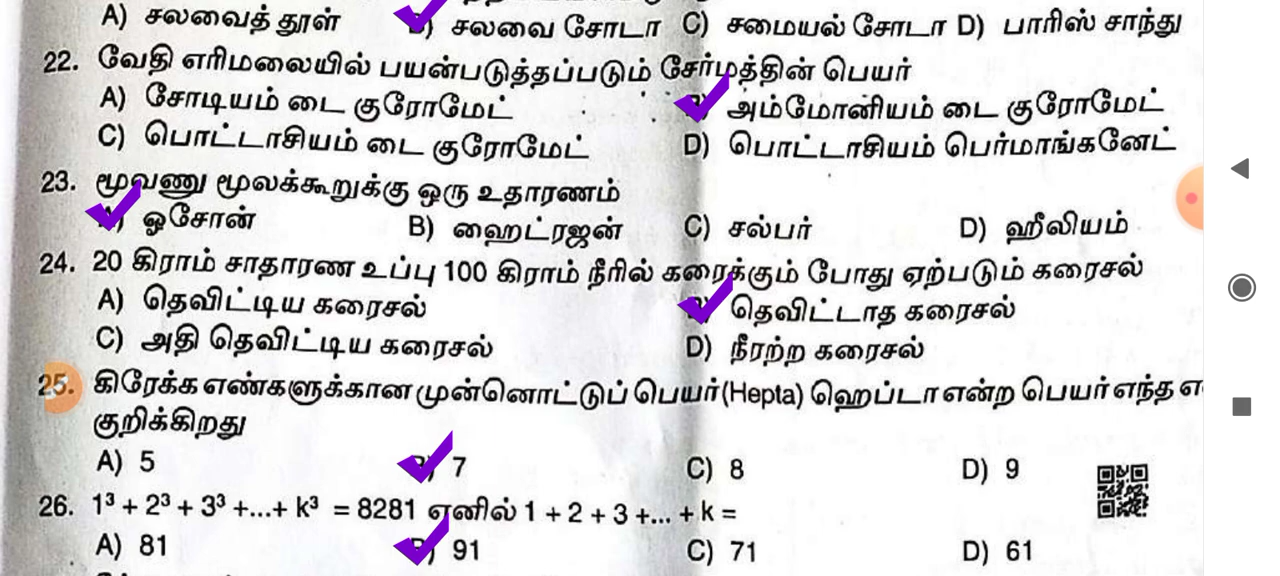 A) சலவைத் தூள் சலவை சோடா C) சமையல் சோடா D) பாரிஸ் சாந்து
22. வேதி எரிமலையில் பயன்படுத்தப்படும் சேர்மத்தின் பெயர்
A) சோடியம் டை குரோமேட் அம்மோனியம் டை குரோமேட்
C) பொட்டாசியம் டை குரோமேட் D) பொட்டாசியம் பெர்மாங்கனேட்
23. மூவணு மூலக்கூறுக்கு ஒரு உதாரணம்
A) ஓசோன் B) ஹைட்ரஜன் C) சல்பர் D) ஹீலியம்
24. 20 கிராம் சாதாரண உப்பு 100 கிராம் நீரில் கரைக்கும் போது ஏற்படும் கரைசல்
A) தெவிட்டிய கரைசல் B) தெவிட்டாத கரைசல்
C) அதி தெவிட்டிய கரைசல் D) நீரற்ற கரைசல்
25. கிரேக்க எண்களுக்கான முன்னொட்டுப் பெயர் (Hepta) ஹெப்டா என்ற பெயர் எந்த
குறிக்கிறது
A) 5 B) 7 C) 8 D) 9
26. 1³ + 2³ + 3³ +...+ k³ = 8281 எனில் 1 + 2 + 3 +... + k =
A) 81 B) 91 C) 71 D) 61